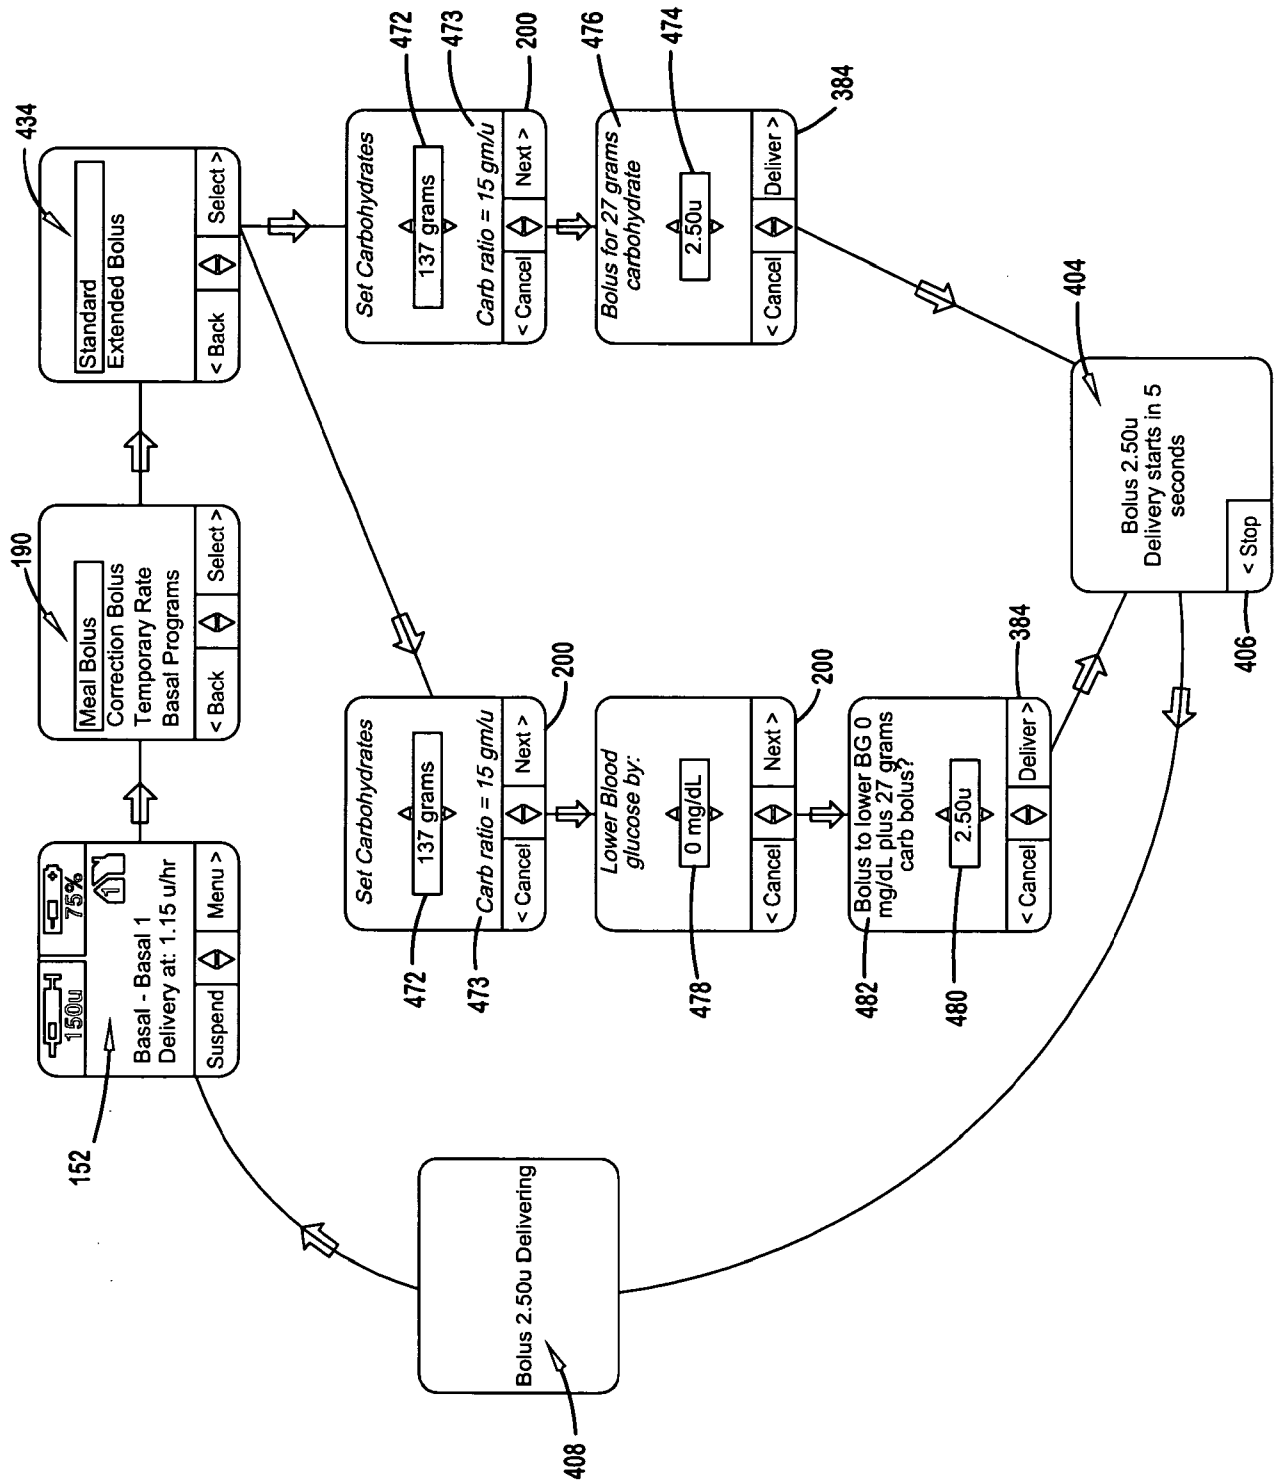 150u
75%
1
Basal - Basal 1
Delivery at: 1.15 u/hr
Suspend
Menu >
152
190
Meal Bolus
Correction Bolus
Temporary Rate
Basal Programs
< Back
Select >
434
Standard
Extended Bolus
< Back
Select >
Set Carbohydrates
137 grams
Carb ratio = 15 gm/u
< Cancel
Next >
472
473
200
Lower Blood
glucose by:
0 mg/dL
< Cancel
Next >
478
200
Bolus to lower BG 0
mg/dL plus 27 grams
carb bolus?
2.50u
< Cancel
Deliver >
482
480
384
Set Carbohydrates
137 grams
Carb ratio = 15 gm/u
< Cancel
Next >
472
473
200
Bolus for 27 grams
carbohydrate
2.50u
< Cancel
Deliver >
476
474
384
Bolus 2.50u
Delivery starts in 5
seconds
< Stop
404
406
Bolus 2.50u Delivering
408